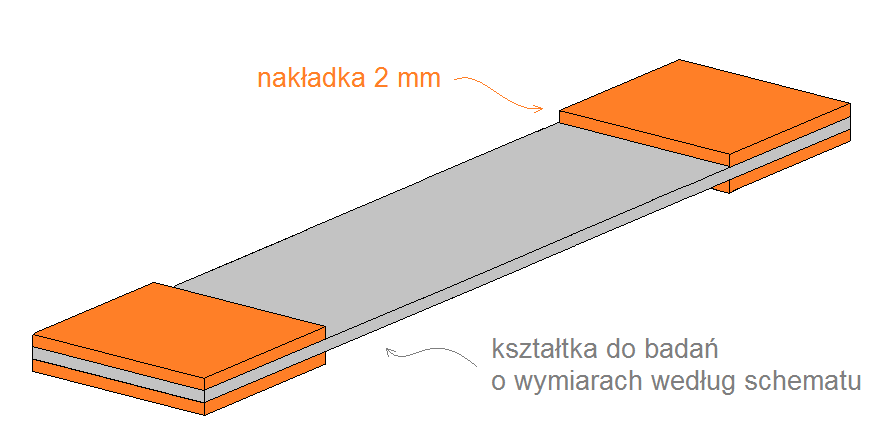 nakładka 2 mm
kształtka do badań
o wymiarach według schematu